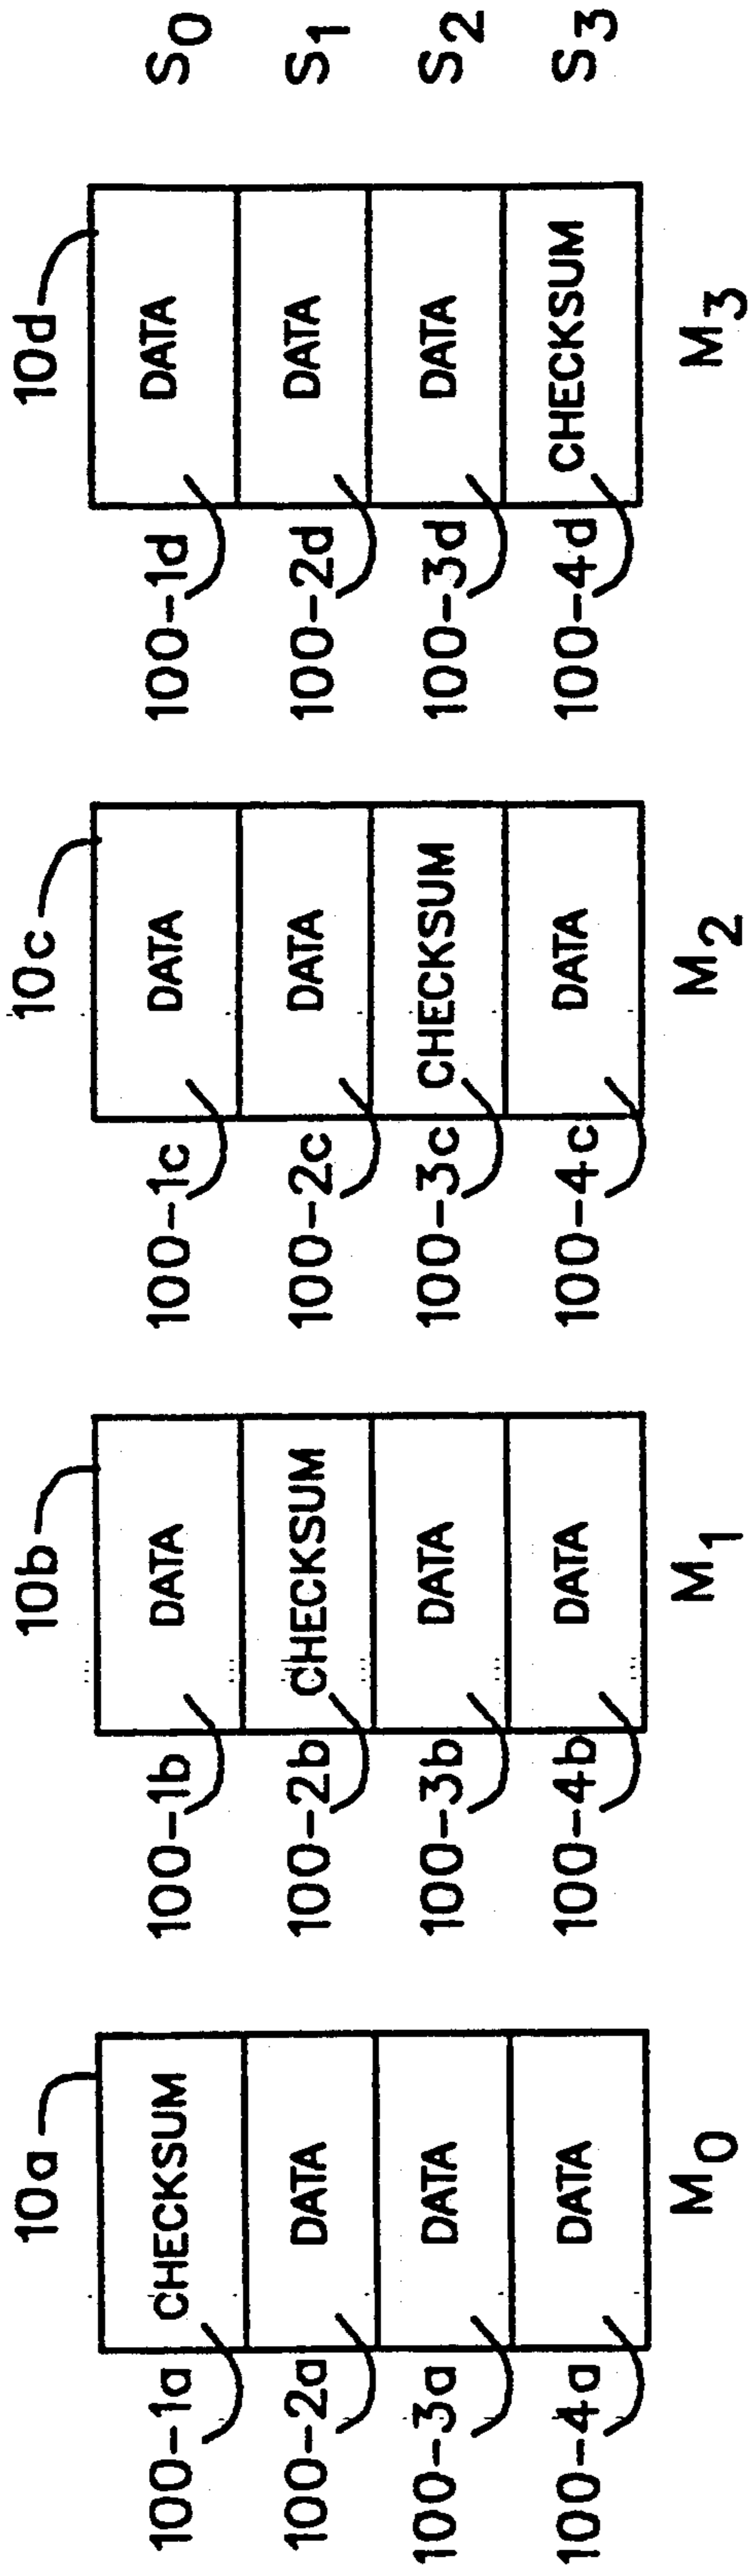 10a 10b 10c 10d
100-1a CHECKSUM 100-1b DATA 100-1c DATA 100-1d DATA S0
100-2a DATA 100-2b CHECKSUM 100-2c DATA 100-2d DATA S1
100-3a DATA 100-3b DATA 100-3c CHECKSUM 100-3d DATA S2
100-4a DATA 100-4b DATA 100-4c DATA 100-4d CHECKSUM S3
M0 M1 M2 M3